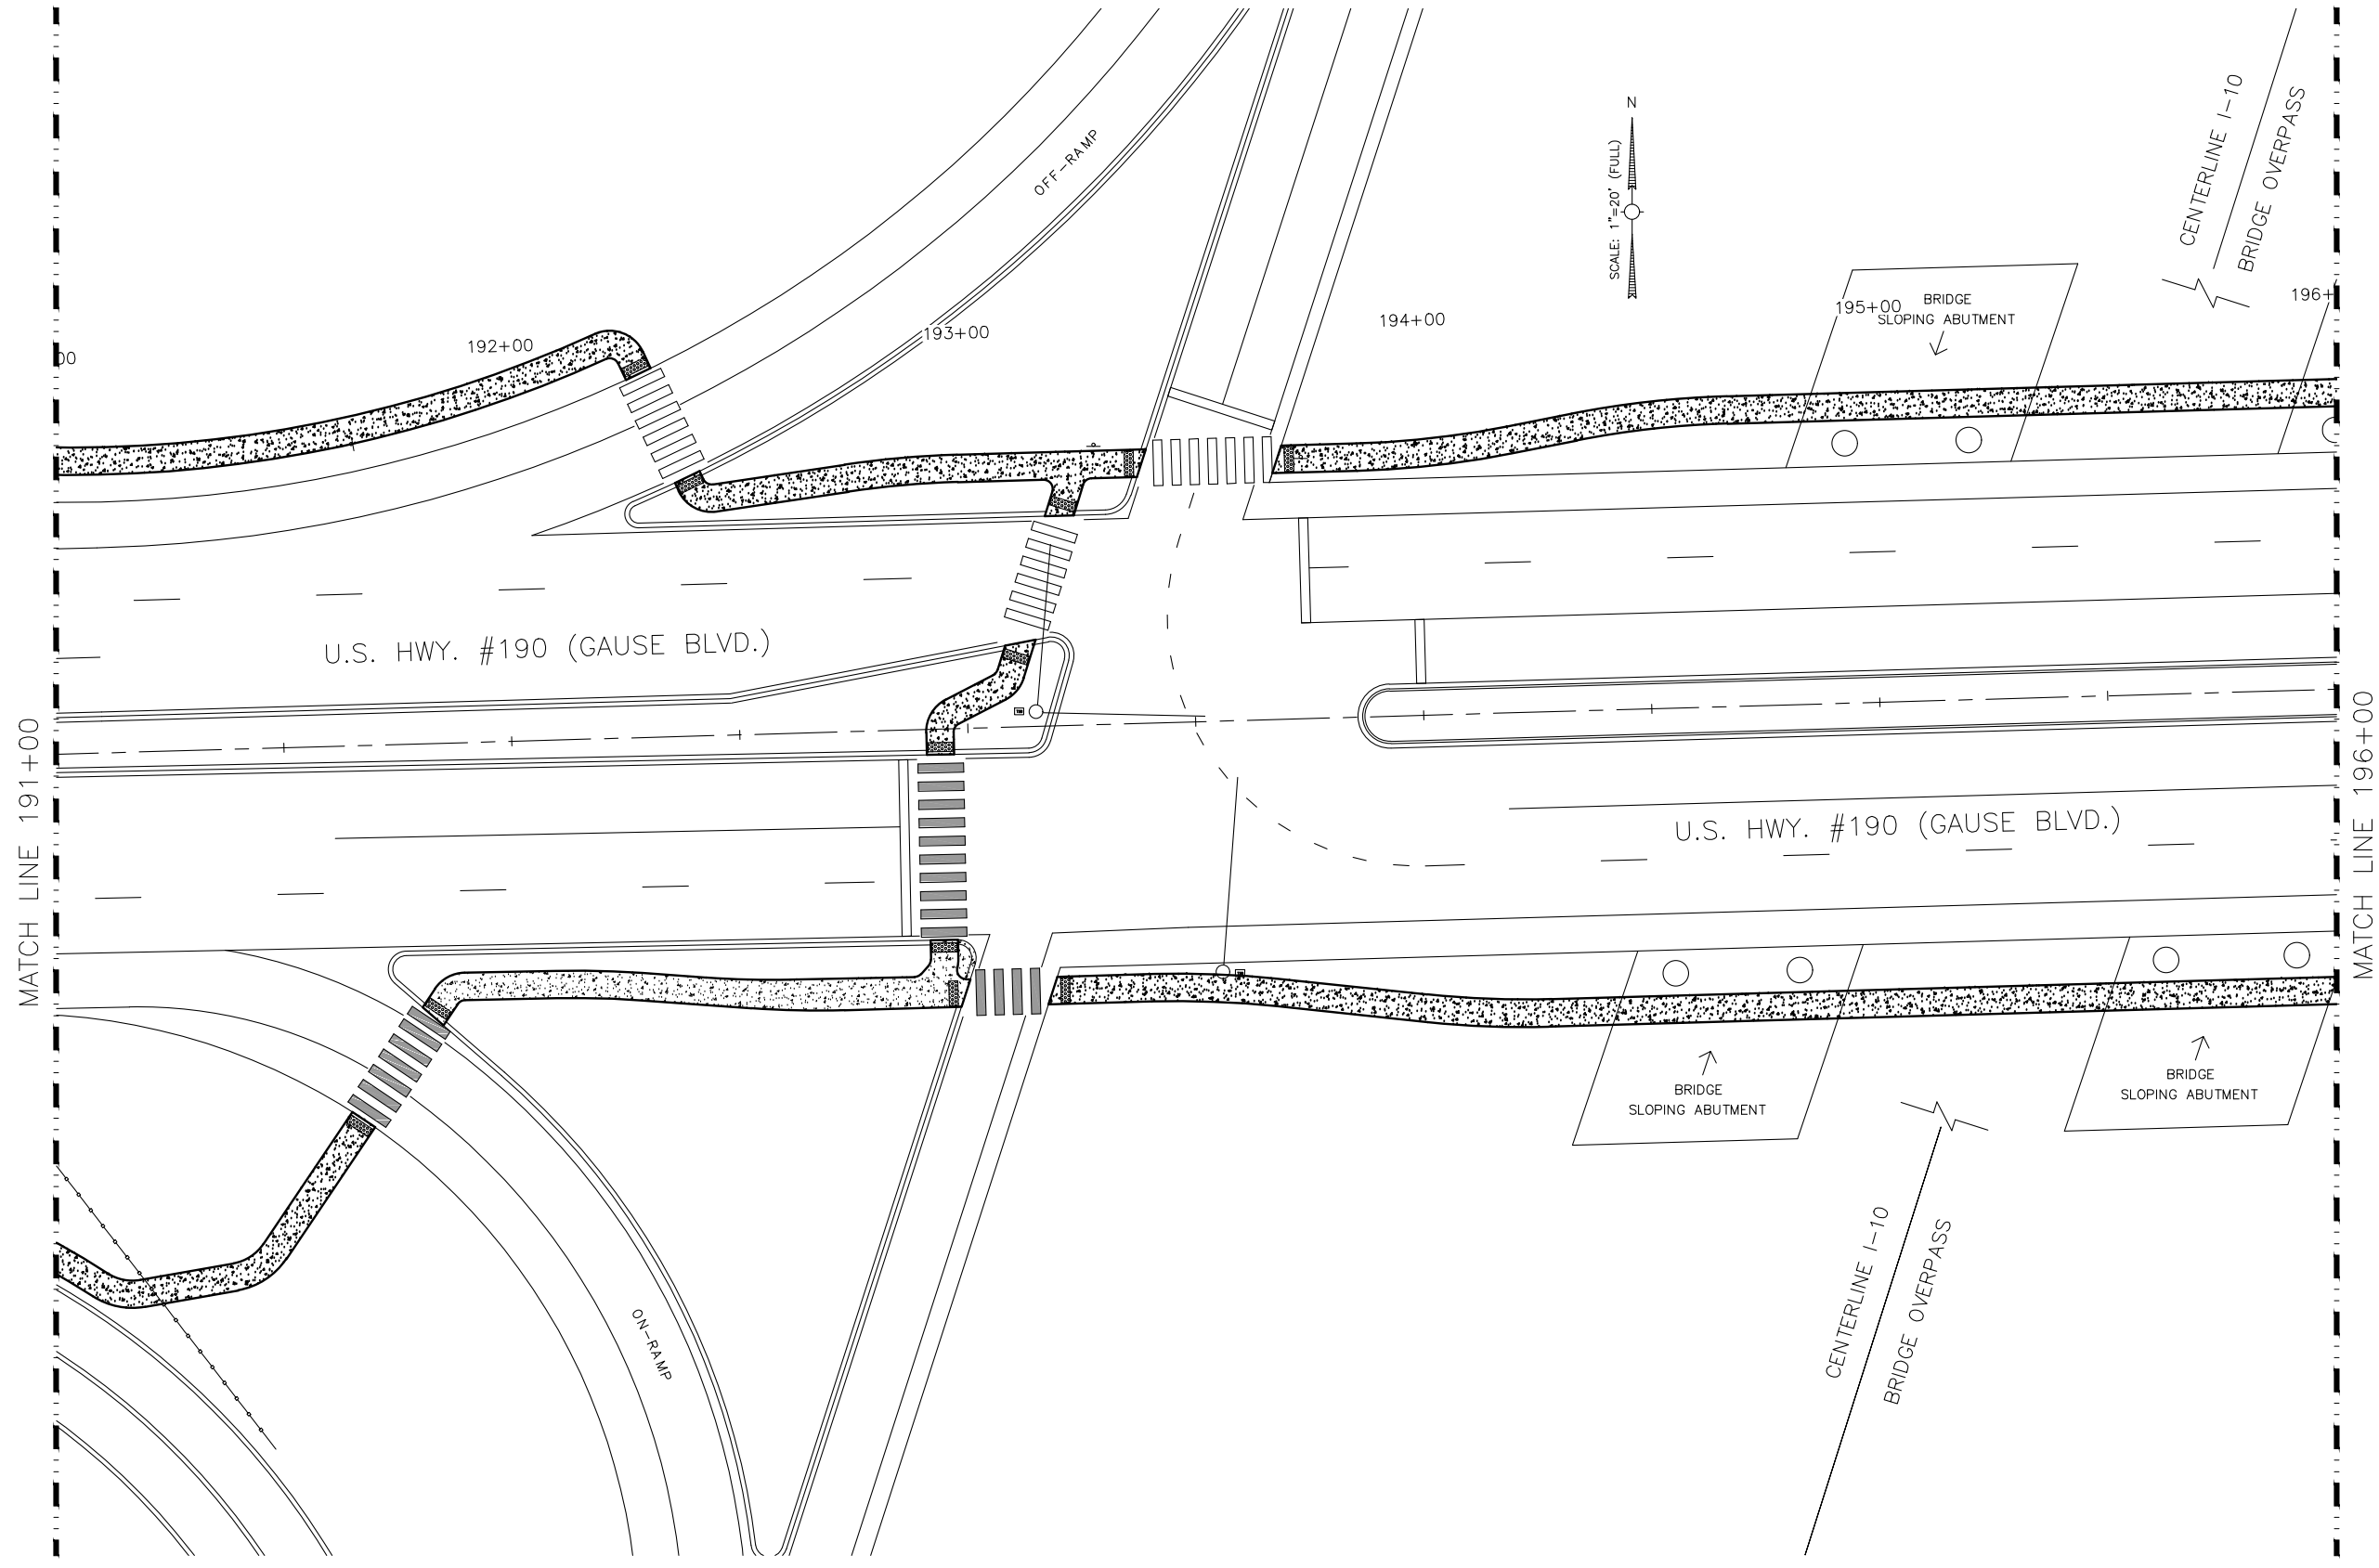 N
SCALE: 1"=20' (FULL)
OFF-RAMP
CENTERLINE I-10
BRIDGE OVERPASS
00
192+00
193+00
194+00
195+00
196+
BRIDGE
SLOPING ABUTMENT
U.S. HWY. #190 (GAUSE BLVD.)
MATCH LINE 191+00
MATCH LINE 196+00
U.S. HWY. #190 (GAUSE BLVD.)
BRIDGE
SLOPING ABUTMENT
BRIDGE
SLOPING ABUTMENT
ON-RAMP
CENTERLINE I-10
BRIDGE OVERPASS